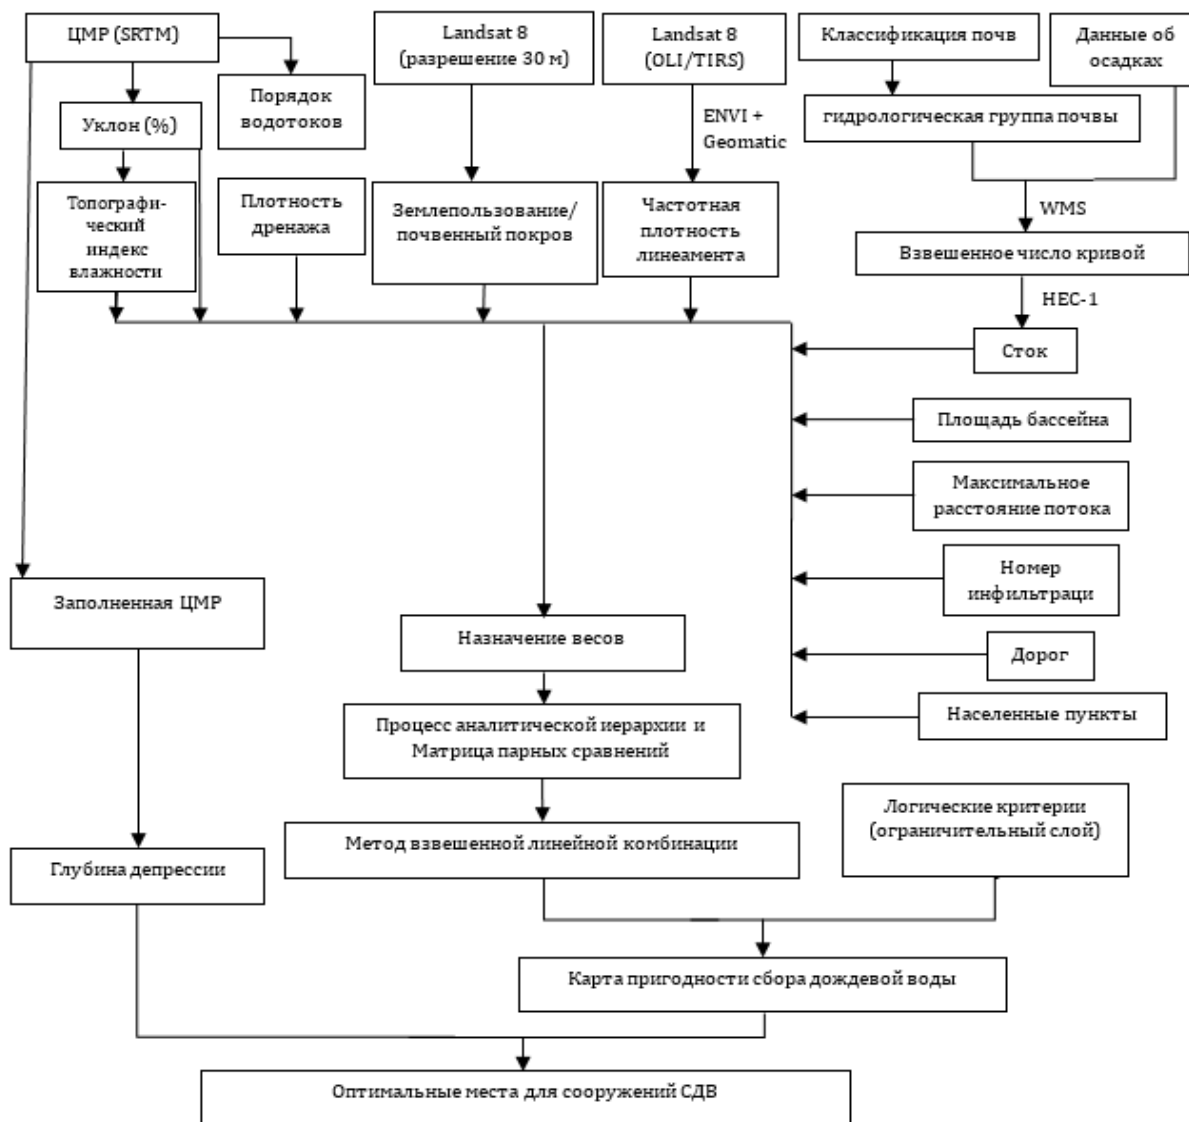 ЦМР (SRTM)
Landsat 8
(разрешение 30 м)
Landsat 8
(OLI/TIRS)
Классификация почв
Данные об
осадках
Порядок
водотоков
Уклон (%)
ENVI +
Geomatic
гидрологическая группа почвы
Топографи-
ческий
индекс
влажности
Плотность
дренажа
Землепользование/
почвенный покров
Частотная
плотность
линеамента
WMS
Взвешенное число кривой
HEC-1
Сток
Площадь бассейна
Максимальное
расстояние потока
Номер
инфильтраци
Заполненная ЦМР
Назначение весов
Дорог
Населенные пункты
Процесс аналитической иерархии и
Матрица парных сравнений
Логические критерии
(ограничительный слой)
Метод взвешенной линейной комбинации
Глубина депрессии
Карта пригодности сбора дождевой воды
Оптимальные места для сооружений СДВ